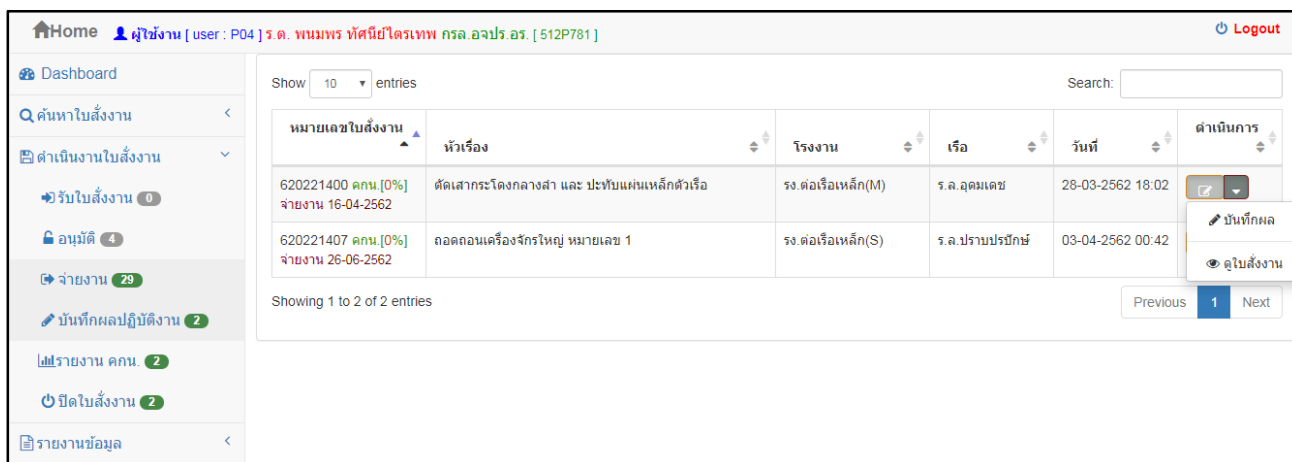 Home ผู้ใช้งาน [ user : P04 ] ร.ต. พนมพร ทัศนีย์ไตรเทพ กรล.อจปร.อร. [ 512P781 ] Logout
Dashboard
ค้นหาใบสั่งงาน
ดำเนินงานใบสั่งงาน
รับใบสั่งงาน 0
อนุมัติ 4
จ่ายงาน 29
บันทึกผลปฏิบัติงาน 2
รายงาน คกน. 2
ปิดใบสั่งงาน 2
รายงานข้อมูล
Show 10 entries Search:
หมายเลขใบสั่งงาน หัวเรื่อง โรงงาน เรือ วันที่ ดำเนินการ
620221400 คกน.[0%] ตัดเสากระโดงกลางลำ และ ปะทับแผ่นเหล็กตัวเรือ รง.ต่อเรือเหล็ก(M) ร.ล.อุดมเดช 28-03-2562 18:02
จ่ายงาน 16-04-2562
620221407 คกน.[0%] ถอดถอนเครื่องจักรใหญ่ หมายเลข 1 รง.ต่อเรือเหล็ก(S) ร.ล.ปราบปรปักษ์ 03-04-2562 00:42
จ่ายงาน 26-06-2562
บันทึกผล
ดูใบสั่งงาน
Showing 1 to 2 of 2 entries Previous 1 Next